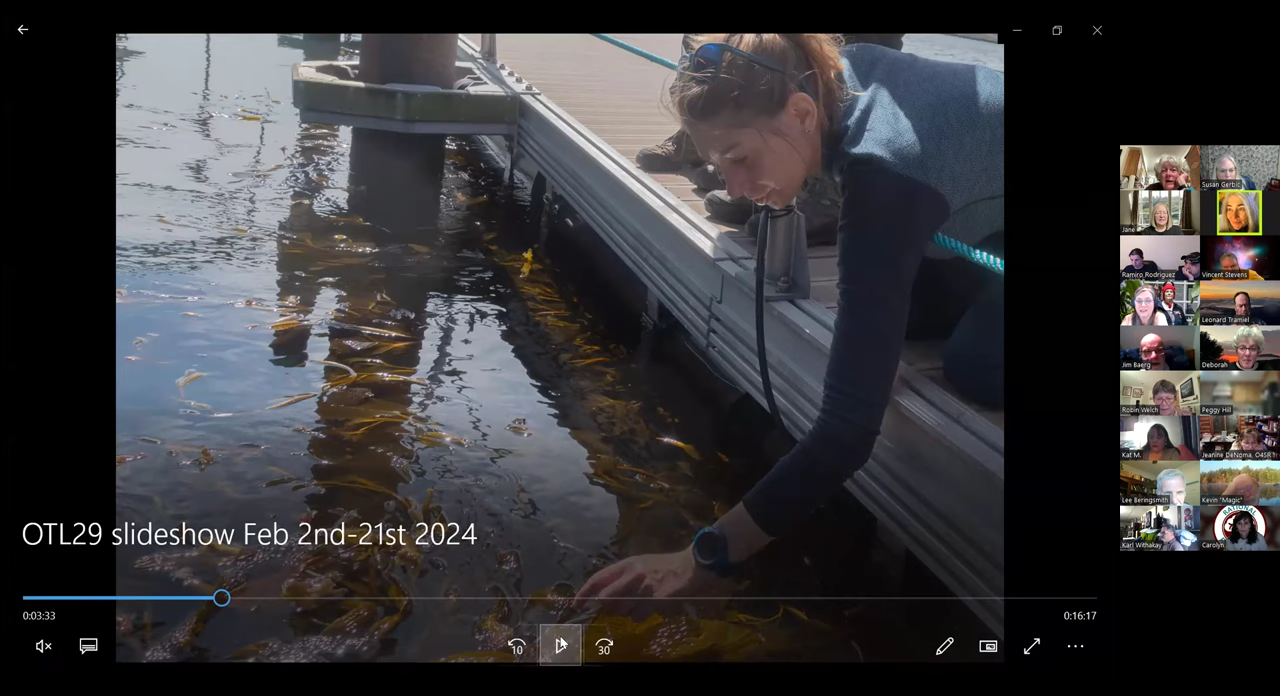 Susan Gerbic
Jane
Ramiro Rodriguez
Vincent Stevens
Leonard Tramiel
Jim Baerg
Deborah
Robin Welch
Peggy Hill
Kat M.
Jeanine DeNoma, O4SR
Lee Beringsmith
Kevin "Magic"
RATIONAL
Karl Withakay
Carolyn
OTL29 slideshow Feb 2nd-21st 2024
0:03:33
0:16:17
10
30